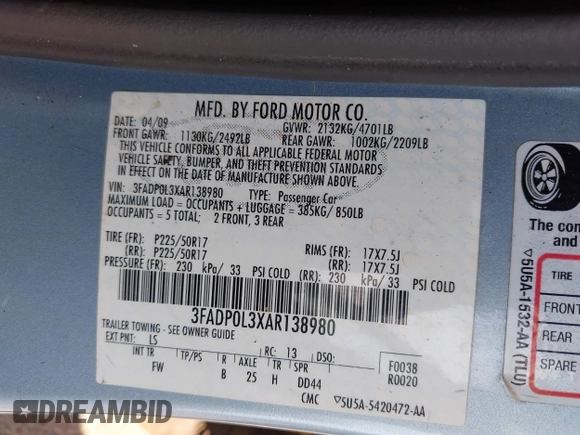 MFD. BY FORD MOTOR CO.
DATE: 04/09 GVWR: 2132KG/4701LB
FRONT GAWR: 1130KG/2492LB REAR GAWR: 1002KG/2209LB
THIS VEHICLE CONFORMS TO ALL APPLICABLE FEDERAL MOTOR
VEHICLE SAFETY, BUMPER, AND THEFT PREVENTION STANDARDS
IN EFFECT ON THE DATE OF MANUFACTURE SHOWN ABOVE.
VIN: 3FADP0L3XAR138980 TYPE: Passenger Car
MAXIMUM LOAD = OCCUPANTS + LUGGAGE = 385KG/850LB
OCCUPANTS = 5 TOTAL: 2 FRONT, 3 REAR
TIRE (FR): P225/50R17 RIMS (FR): 17X7.5J
(RR): P225/50R17 (RR): 17X7.5J
PRESSURE (FR): 230 kPa/33 PSI COLD (RR): 230 kPa/33 PSI COLD
3FADP0L3XAR138980
TRAILER TOWING - SEE OWNER GUIDE
EXT PNT: LS RC: 13 DSO: F0038
R0020
INT TR TP/PS R AXLE TR SPR
FW B 25 H DD44
CMC 5U5A-5420472-AA
The con
and
TIRE
FRONT
REAR
SPARE
5U5A-1532-AA (TLU)
DREAMBID